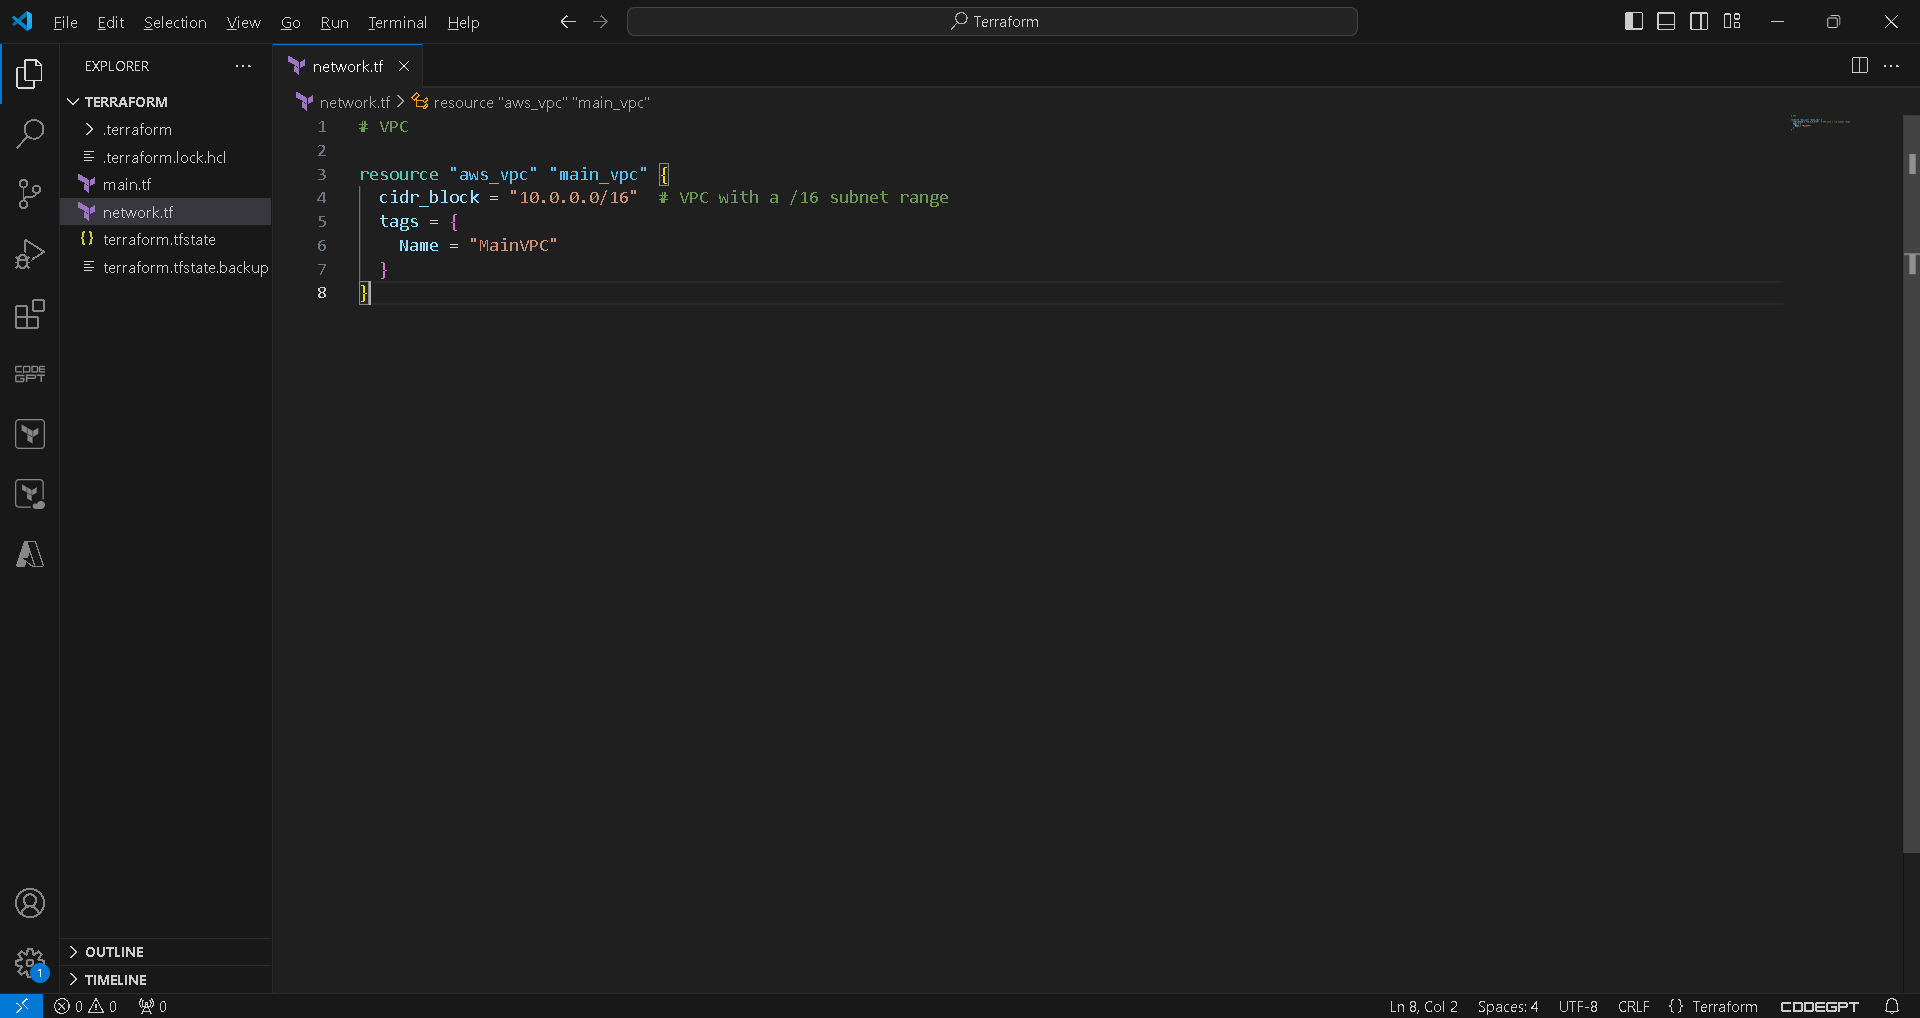 File Edit Selection View Go Run Terminal Help
Terraform
EXPLORER
TERRAFORM
.terraform
.terraform.lock.hcl
main.tf
network.tf
terraform.tfstate
terraform.tfstate.backup
OUTLINE
TIMELINE
CODE
GPT
1
network.tf
network.tf > resource "aws_vpc" "main_vpc"
1 # VPC
2
3 resource "aws_vpc" "main_vpc" {
4 cidr_block = "10.0.0.0/16" # VPC with a /16 subnet range
5 tags = {
6 Name = "MainVPC"
7 }
8 }
0 0 0
Ln 8, Col 2 Spaces: 4 UTF-8 CRLF {} Terraform CODEGPT